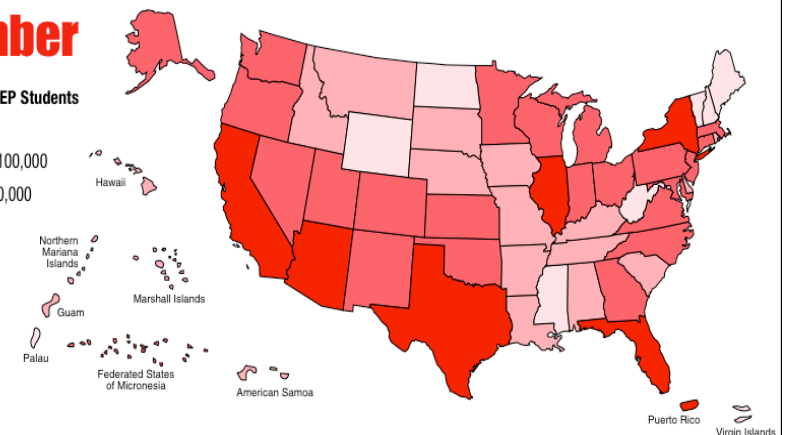 nber
EP Students
100,000
0,000
Hawaii
Northern
Mariana
Islands
Marshall Islands
Guam
Palau
Federated States
of Micronesia
American Samoa
Puerto Rico
Virgin Islands